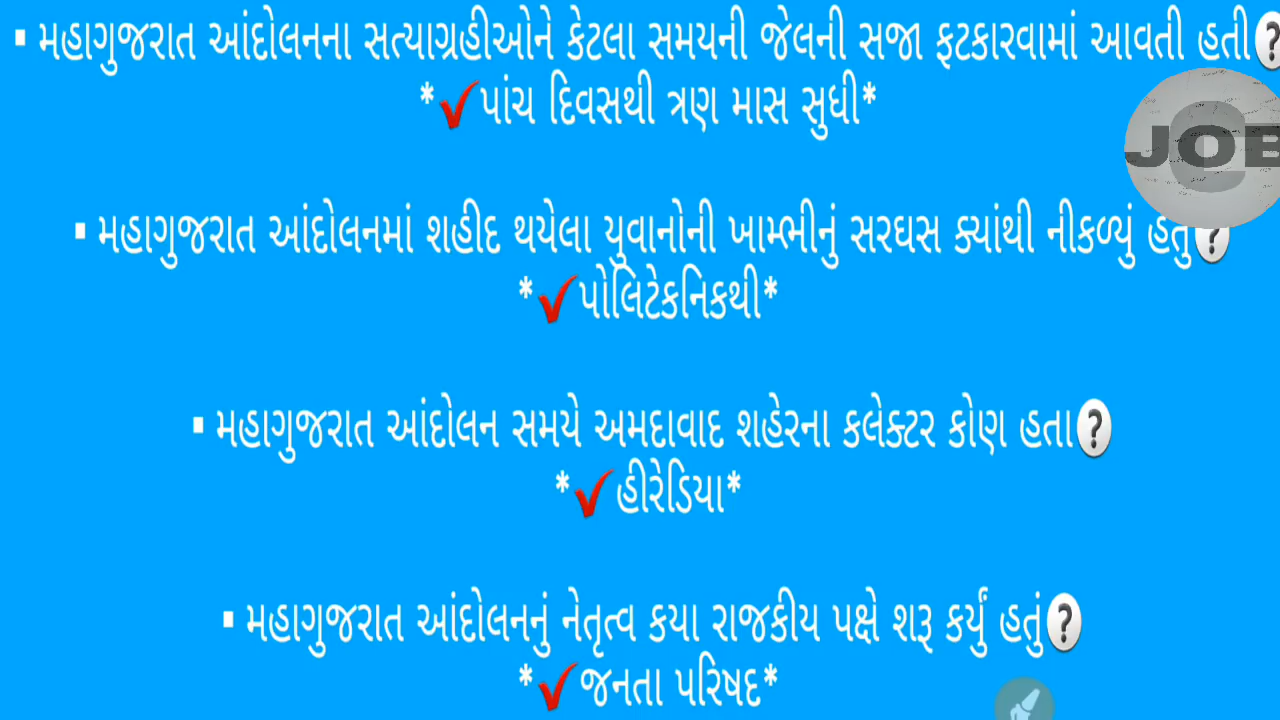 ▪ મહાગુજરાત આંદોલનના સત્યાગ્રહીઓને કેટલા સમયની જેલની સજા ફટકારવામાં આવતી હતી❔
*✔પાંચ દિવસથી ત્રણ માસ સુધી*
JOB
▪ મહાગુજરાત આંદોલનમાં શહીદ થયેલા યુવાનોની ખામ્ભીનું સરઘસ ક્યાંથી નીકળ્યું હતું❔
*✔પોલિટેકનિકથી*
▪ મહાગુજરાત આંદોલન સમયે અમદાવાદ શહેરના કલેક્ટર કોણ હતા❔
*✔હીરેડિયા*
▪ મહાગુજરાત આંદોલનનું નેતૃત્વ કયા રાજકીય પક્ષે શરૂ કર્યું હતું❔
*✔જનતા પરિષદ*